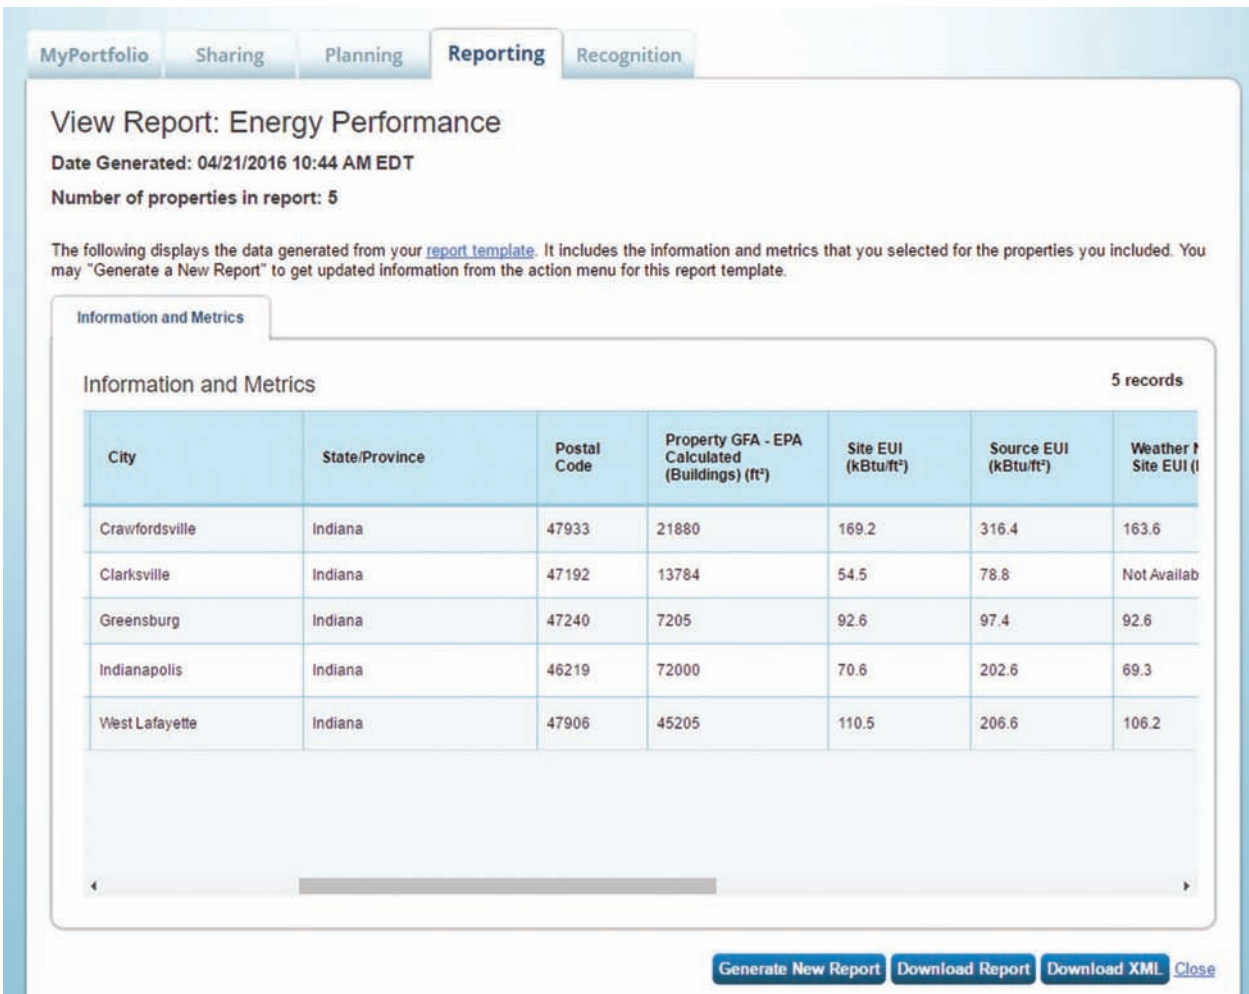 MyPortfolio Sharing Planning Reporting Recognition
View Report: Energy Performance
Date Generated: 04/21/2016 10:44 AM EDT
Number of properties in report: 5
The following displays the data generated from your report template. It includes the information and metrics that you selected for the properties you included. You
may "Generate a New Report" to get updated information from the action menu for this report template.
Information and Metrics
Information and Metrics 5 records
City State/Province Postal Code Property GFA - EPA Calculated (Buildings) (ft²) Site EUI (kBtu/ft²) Source EUI (kBtu/ft²) Weather Site EUI
Crawfordsville Indiana 47933 21880 169.2 316.4 163.6
Clarksville Indiana 47192 13784 54.5 78.8 Not Availab
Greensburg Indiana 47240 7205 92.6 97.4 92.6
Indianapolis Indiana 46219 72000 70.6 202.6 69.3
West Lafayette Indiana 47906 45205 110.5 206.6 106.2
Generate New Report Download Report Download XML Close